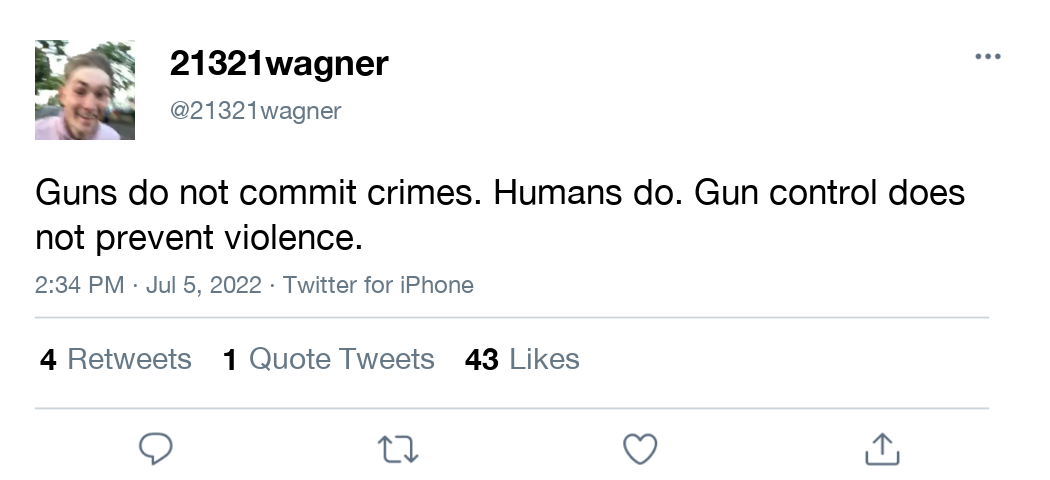 21321wagner
@21321wagner
Guns do not commit crimes. Humans do. Gun control does
not prevent violence.
2:34 PM · Jul 5, 2022 · Twitter for iPhone
4 Retweets 1 Quote Tweets 43 Likes